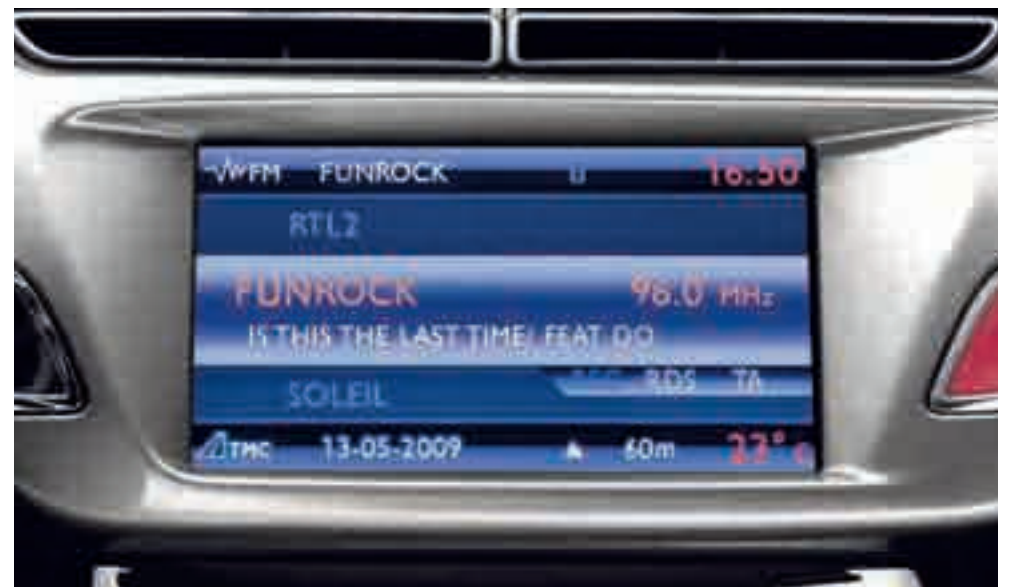 FM FUNROCK 16:50
RTL2
FUNROCK 96.0 MHz
IS THIS THE LAST TIME/ FEAT DO
SOLEIL RDS TA
TMC 13-05-2009 60m 23° C